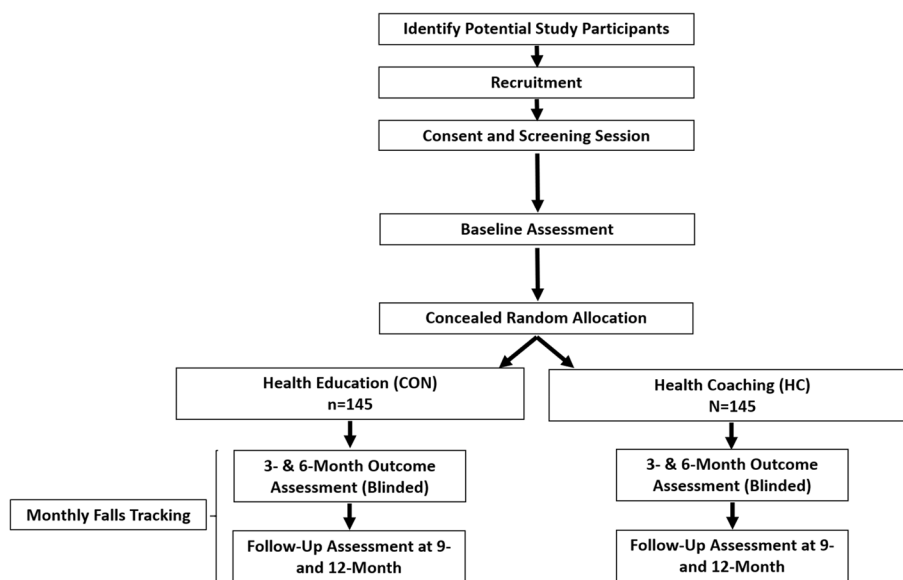 Identify Potential Study Participants
Recruitment
Consent and Screening Session
Baseline Assessment
Concealed Random Allocation
Health Education (CON)
n=145
Health Coaching (HC)
N=145
3- & 6-Month Outcome
Assessment (Blinded)
3- & 6-Month Outcome
Assessment (Blinded)
Monthly Falls Tracking
Follow-Up Assessment at 9-
and 12-Month
Follow-Up Assessment at 9-
and 12-Month